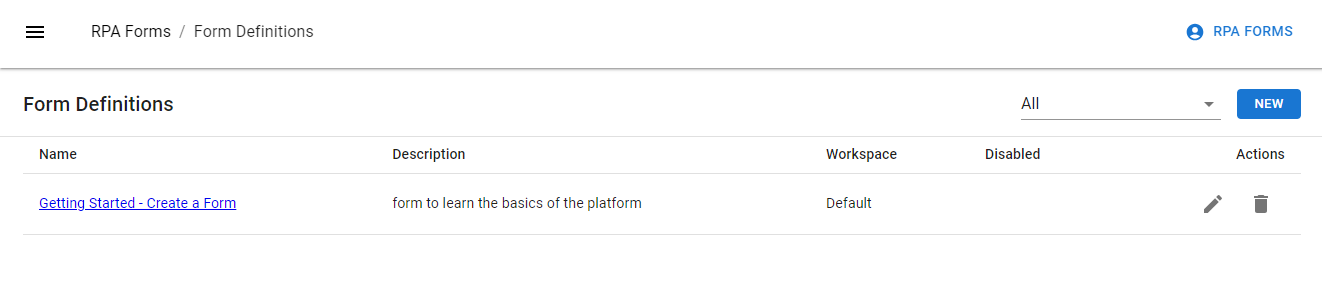 RPA Forms / Form Definitions
RPA FORMS
Form Definitions
All
NEW
Name Description Workspace Disabled Actions
Getting Started - Create a Form form to learn the basics of the platform Default